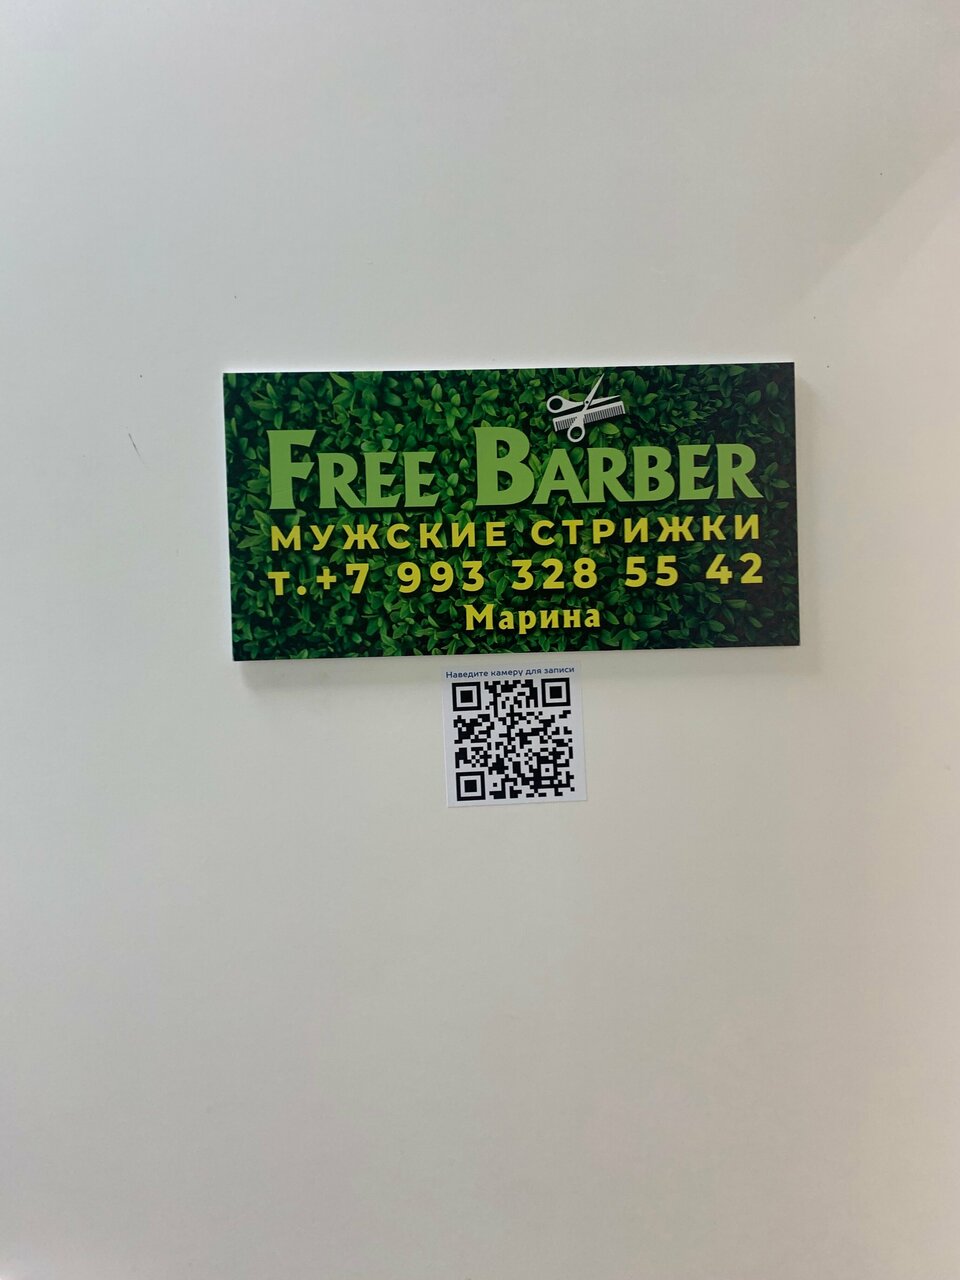 FREE BARBER
МУЖСКИЕ СТРИЖКИ
т.+7 993 328 55 42
Марина
Наведите камеру для записи